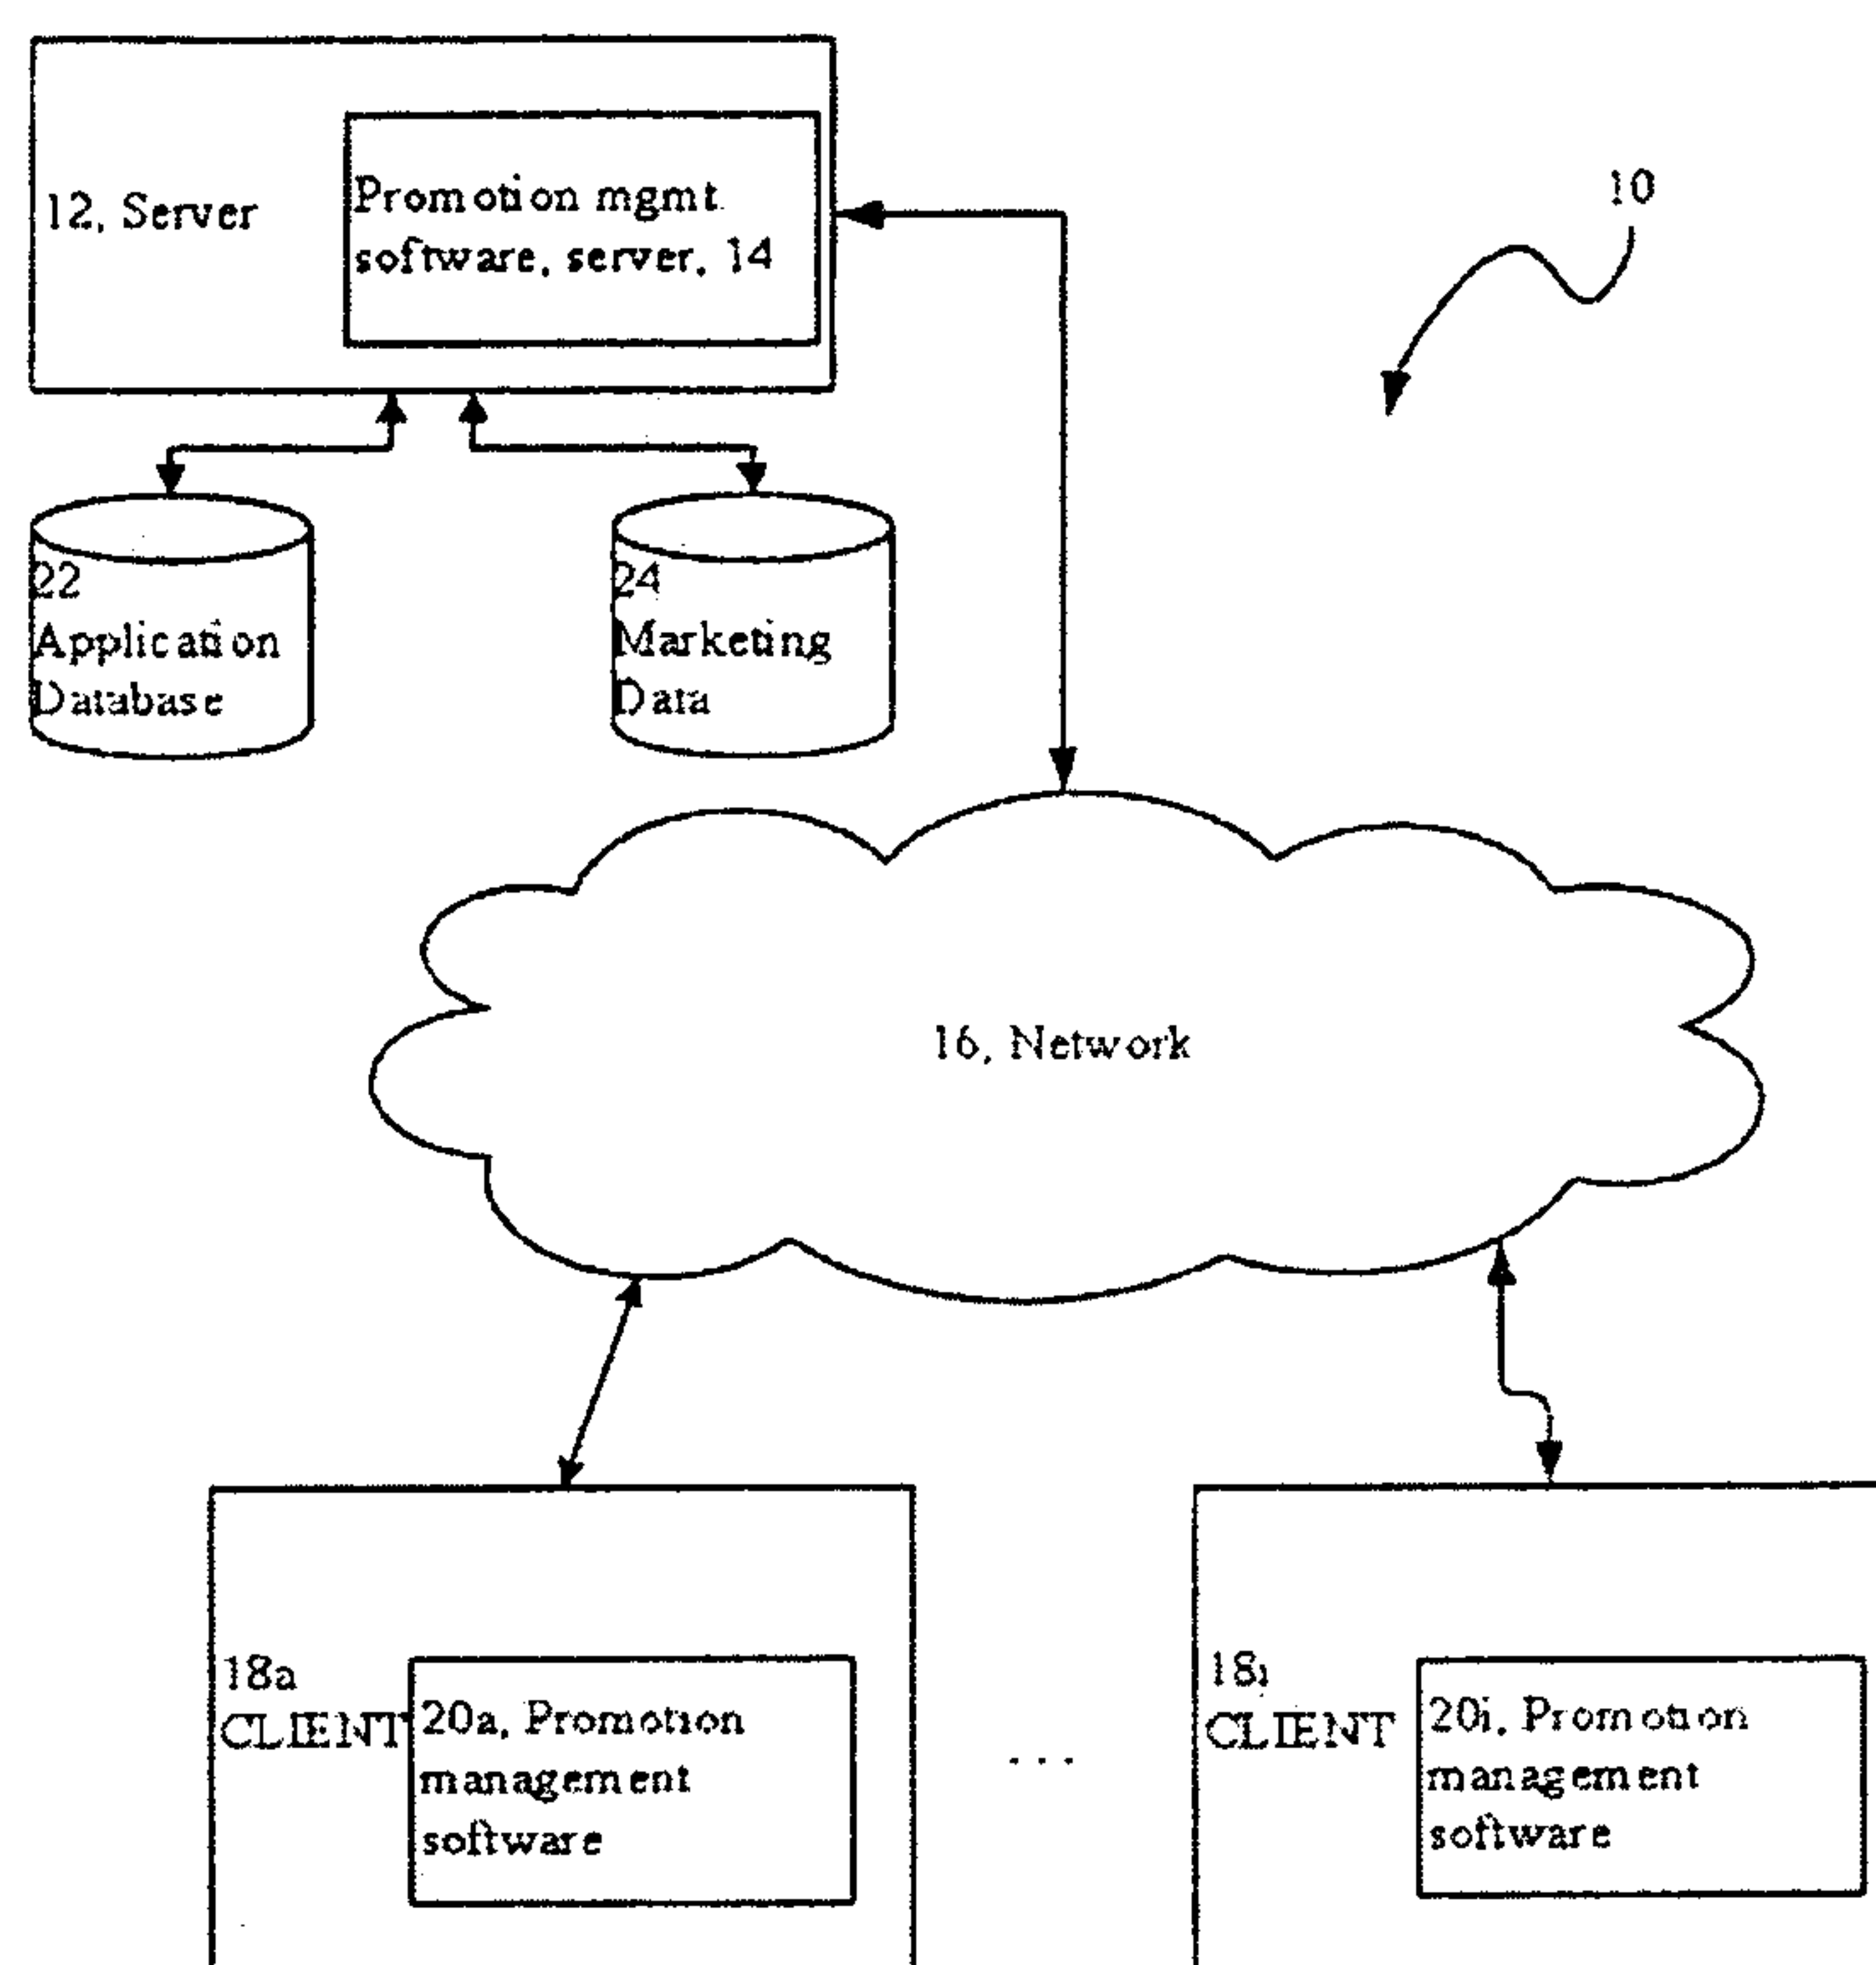 10
12, Server
Promotion mgmt
software, server, 14
22
Application
Database
24
Marketing
Data
16, Network
18a
CLIENT
20a, Promotion
management
software
...
18i
CLIENT
20i, Promotion
management
software